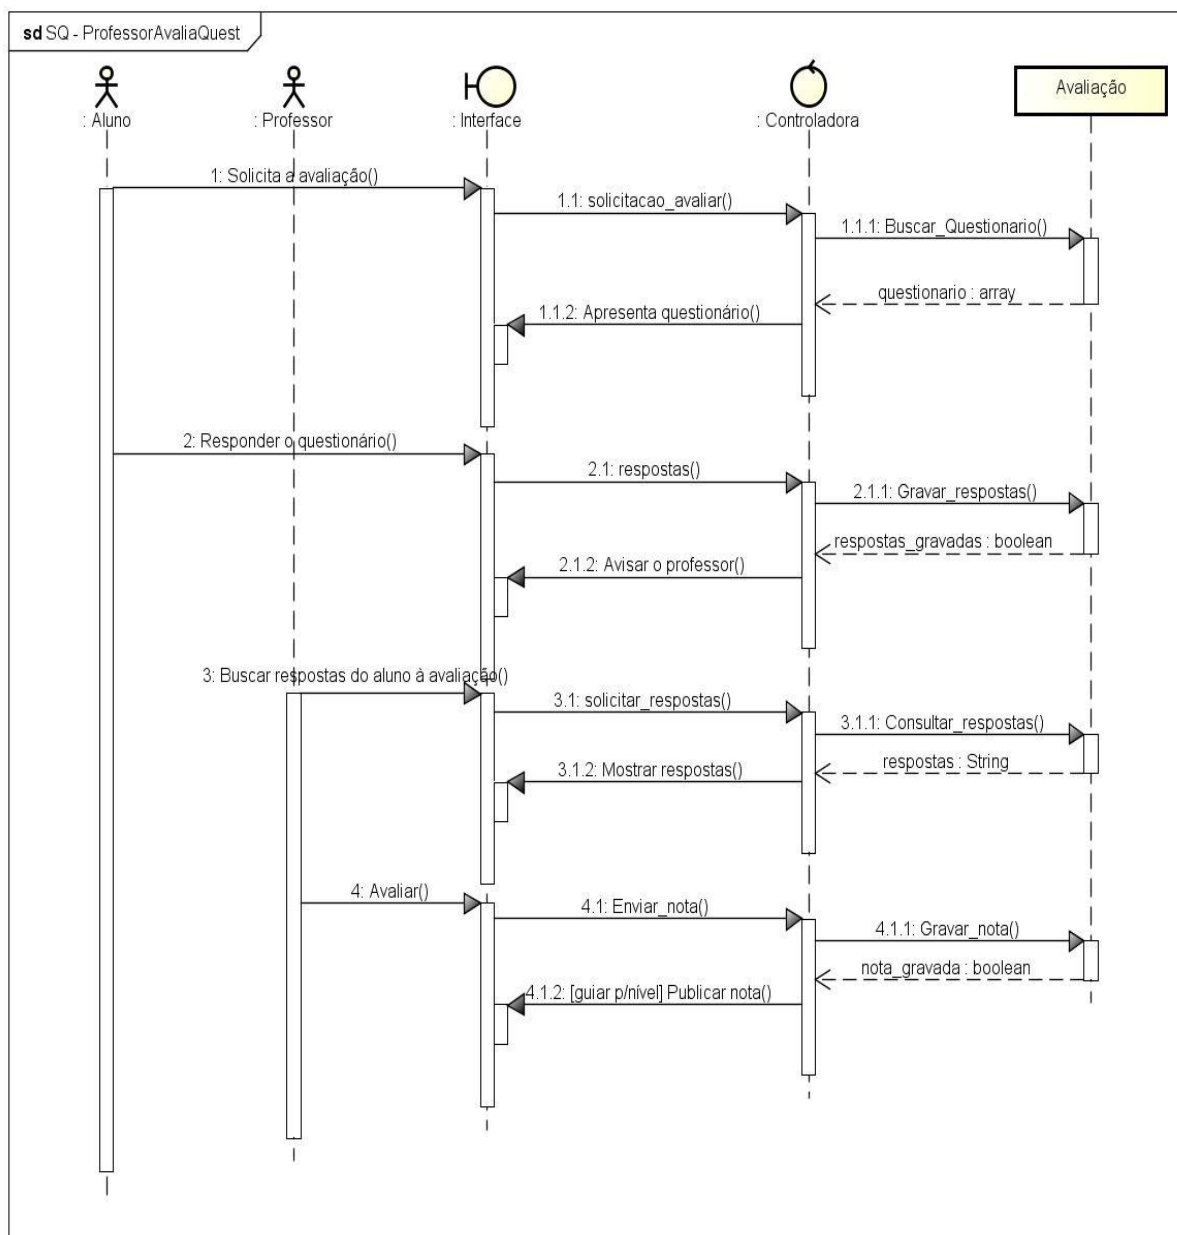 sd SQ - ProfessorAvaliaQuest
: Aluno
: Professor
: Interface
: Controladora
Avaliação
1: Solicita a avaliação()
1.1: solicitacao_avaliar()
1.1.1: Buscar_Questionario()
questionario : array
1.1.2: Apresenta questionário()
2: Responder o questionário()
2.1: respostas()
2.1.1: Gravar_respostas()
respostas_gravadas : boolean
2.1.2: Avisar o professor()
3: Buscar respostas do aluno à avaliação()
3.1: solicitar_respostas()
3.1.1: Consultar_respostas()
respostas : String
3.1.2: Mostrar respostas()
4: Avaliar()
4.1: Enviar_nota()
4.1.1: Gravar_nota()
nota_gravada : boolean
4.1.2: [guiar p/nível] Publicar nota()